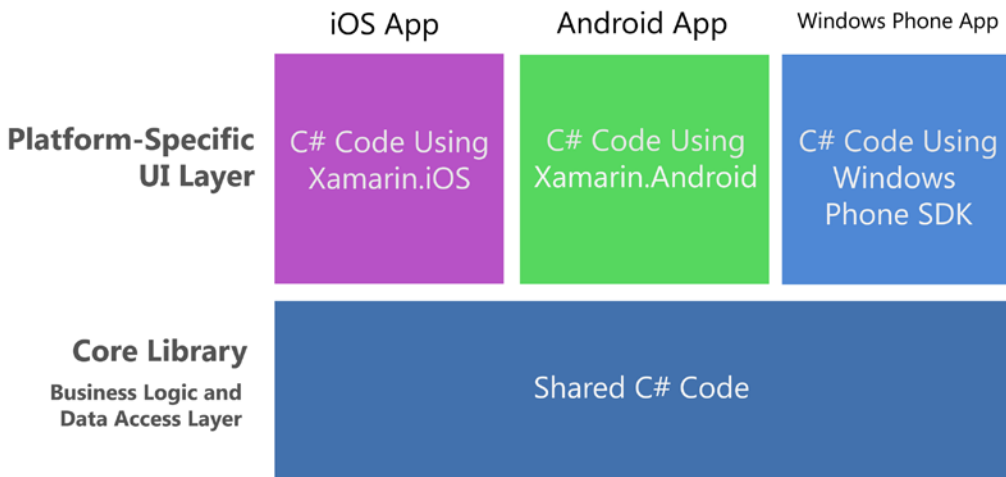 iOS App
Android App
Windows Phone App
Platform-Specific
UI Layer
C# Code Using
Xamarin.iOS
C# Code Using
Xamarin.Android
C# Code Using
Windows
Phone SDK
Core Library
Business Logic and
Data Access Layer
Shared C# Code